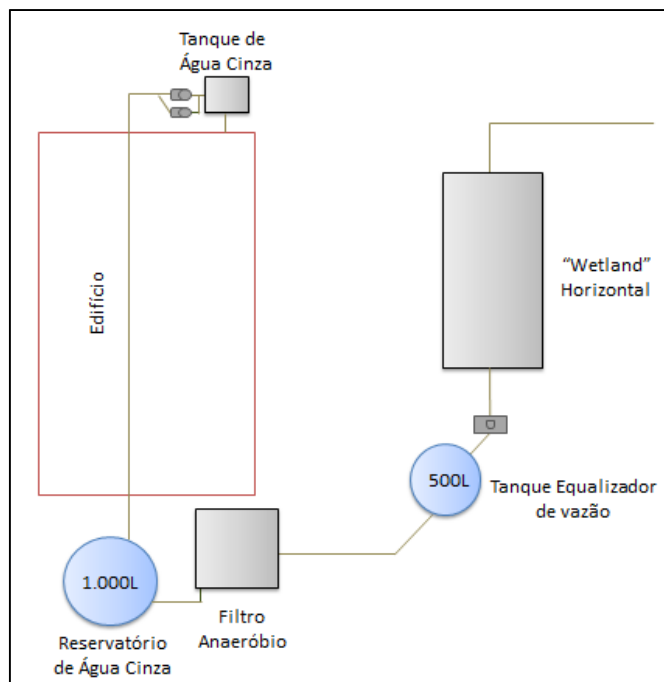 Tanque de
Água Cinza
Edifício
"Wetland"
Horizontal
500L
Tanque Equalizador
de vazão
1.000L
Filtro
Anaeróbio
Reservatório
de Água Cinza